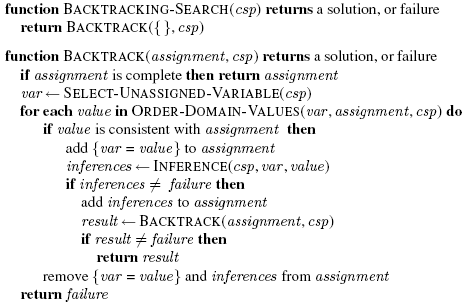 function BACKTRACKING-SEARCH(csp) returns a solution, or failure
return BACKTRACK({ }, csp)
function BACKTRACK(assignment, csp) returns a solution, or failure
if assignment is complete then return assignment
var ← SELECT-UNASSIGNED-VARIABLE(csp)
for each value in ORDER-DOMAIN-VALUES(var, assignment, csp) do
if value is consistent with assignment then
add {var = value} to assignment
inferences ← INFERENCE(csp, var, value)
if inferences ≠ failure then
add inferences to assignment
result ← BACKTRACK(assignment, csp)
if result ≠ failure then
return result
remove {var = value} and inferences from assignment
return failure